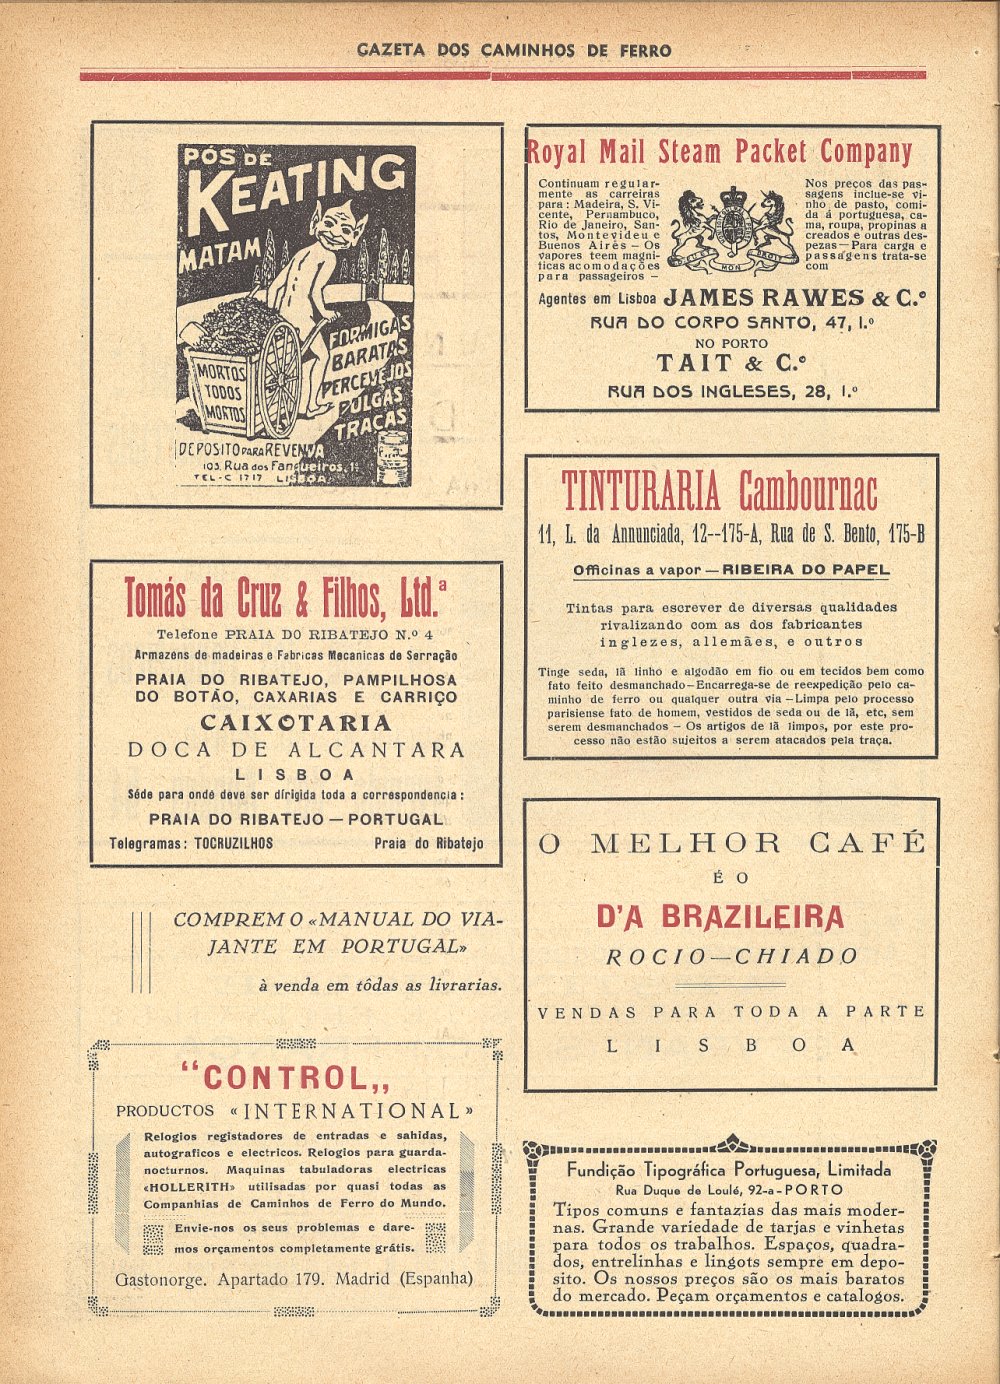 GAZETA DOS CAMINHOS DE FERRO
PÓS DE
KEATING
MATAM
FORMIGAS
BARATAS
PERCEVEJOS
PULGAS
TRAÇAS
MORTOS
TODOS
MORTOS
DEPOSITO PARA REVENDA
103, Rua dos Fanqueiros, 1º
TEL-C 1717 LISBOA
Tomás da Cruz & Filhos, Ltd.ª
Telefone PRAIA DO RIBATEJO N.º 4
Armazens de madeiras e Fabricas Mecanicas de Serração
PRAIA DO RIBATEJO, PAMPILHOSA
DO BOTÃO, CAXARIAS E CARRIÇO
CAIXOTARIA
DOCA DE ALCANTARA
LISBOA
Séde para onde deve ser dirigida toda a correspondencia:
PRAIA DO RIBATEJO — PORTUGAL
Telegramas: TOCRUZILHOS Praia do Ribatejo
COMPREM O «MANUAL DO VIA-
JANTE EM PORTUGAL»
à venda em tôdas as livrarias.
“CONTROL„
PRODUCTOS «INTERNATIONAL»
Relogios registadores de entradas e sahidas,
autograficos e electricos. Relogios para guarda-
nocturnos. Maquinas tabuladoras electricas
«HOLLERITH» utilisadas por quasi todas as
Companhias de Caminhos de Ferro do Mundo.
Envie-nos os seus problemas e dare-
mos orçamentos completamente grátis.
Gastonorge. Apartado 179. Madrid (Espanha)
Royal Mail Steam Packet Company
Continuam regular-
mente as carreiras
para: Madeira, S. Vi-
cente, Pernambuco,
Rio de Janeiro, San-
tos, Montevideu e
Buenos Aires – Os
vapores teem magni-
ficas acomodações
para passageiros –
DIEU ET MON DROIT
Nos preços das pas-
sagens inclue-se vi-
nho de pasto, comi-
da á portuguesa, ca-
ma, roupa, propinas a
creados e outras des-
pezas — Para carga e
passagens trata-se
com
Agentes em Lisboa JAMES RAWES & C.º
RUA DO CORPO SANTO, 47, 1.º
NO PORTO
TAIT & C.º
RUA DOS INGLESES, 28, 1.º
TINTURARIA Cambournac
11, L. da Annunciada, 12--175-A, Rua de S. Bento, 175-B
Officinas a vapor — RIBEIRA DO PAPEL
Tintas para escrever de diversas qualidades
rivalizando com as dos fabricantes
inglezes, allemães, e outros
Tinge seda, lã linho e algodão em fio ou em tecidos bem como
fato feito desmanchado — Encarrega-se de reexpedição pelo ca-
minho de ferro ou qualquer outra via — Limpa pelo processo
parisiense fato de homem, vestidos de seda ou de lã, etc, sem
serem desmanchados — Os artigos de lã limpos, por este pro-
cesso não estão sujeitos a serem atacados pela traça.
O MELHOR CAFÉ
É O
D'A BRAZILEIRA
ROCIO—CHIADO
VENDAS PARA TODA A PARTE
LISBOA
Fundição Tipográfica Portuguesa, Limitada
Rua Duque de Loulé, 92-a - PORTO
Tipos comuns e fantazias das mais moder-
nas. Grande variedade de tarjas e vinhetas
para todos os trabalhos. Espaços, quadra-
dos, entrelinhas e lingots sempre em depo-
sito. Os nossos preços são os mais baratos
do mercado. Peçam orçamentos e catalogos.